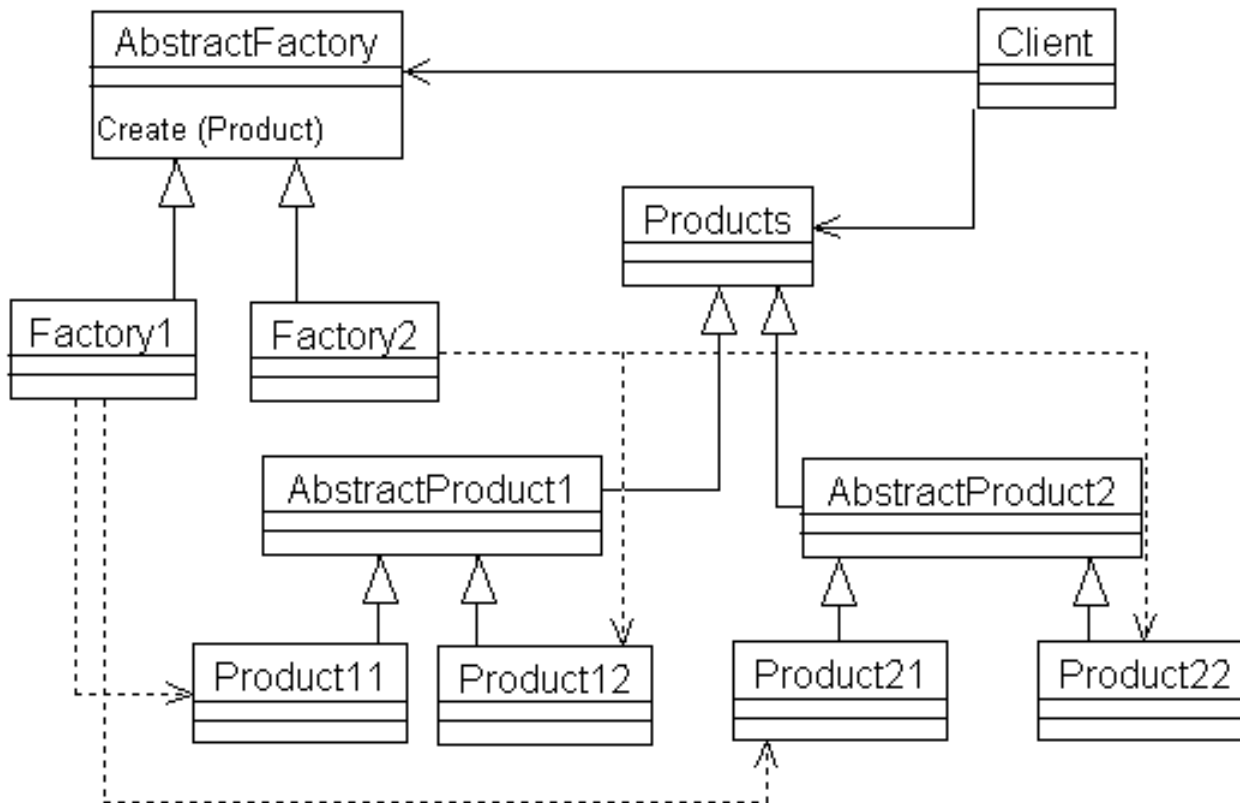 AbstractFactory
Create (Product)
Client
Products
Factory1
Factory2
AbstractProduct1
AbstractProduct2
Product11
Product12
Product21
Product22